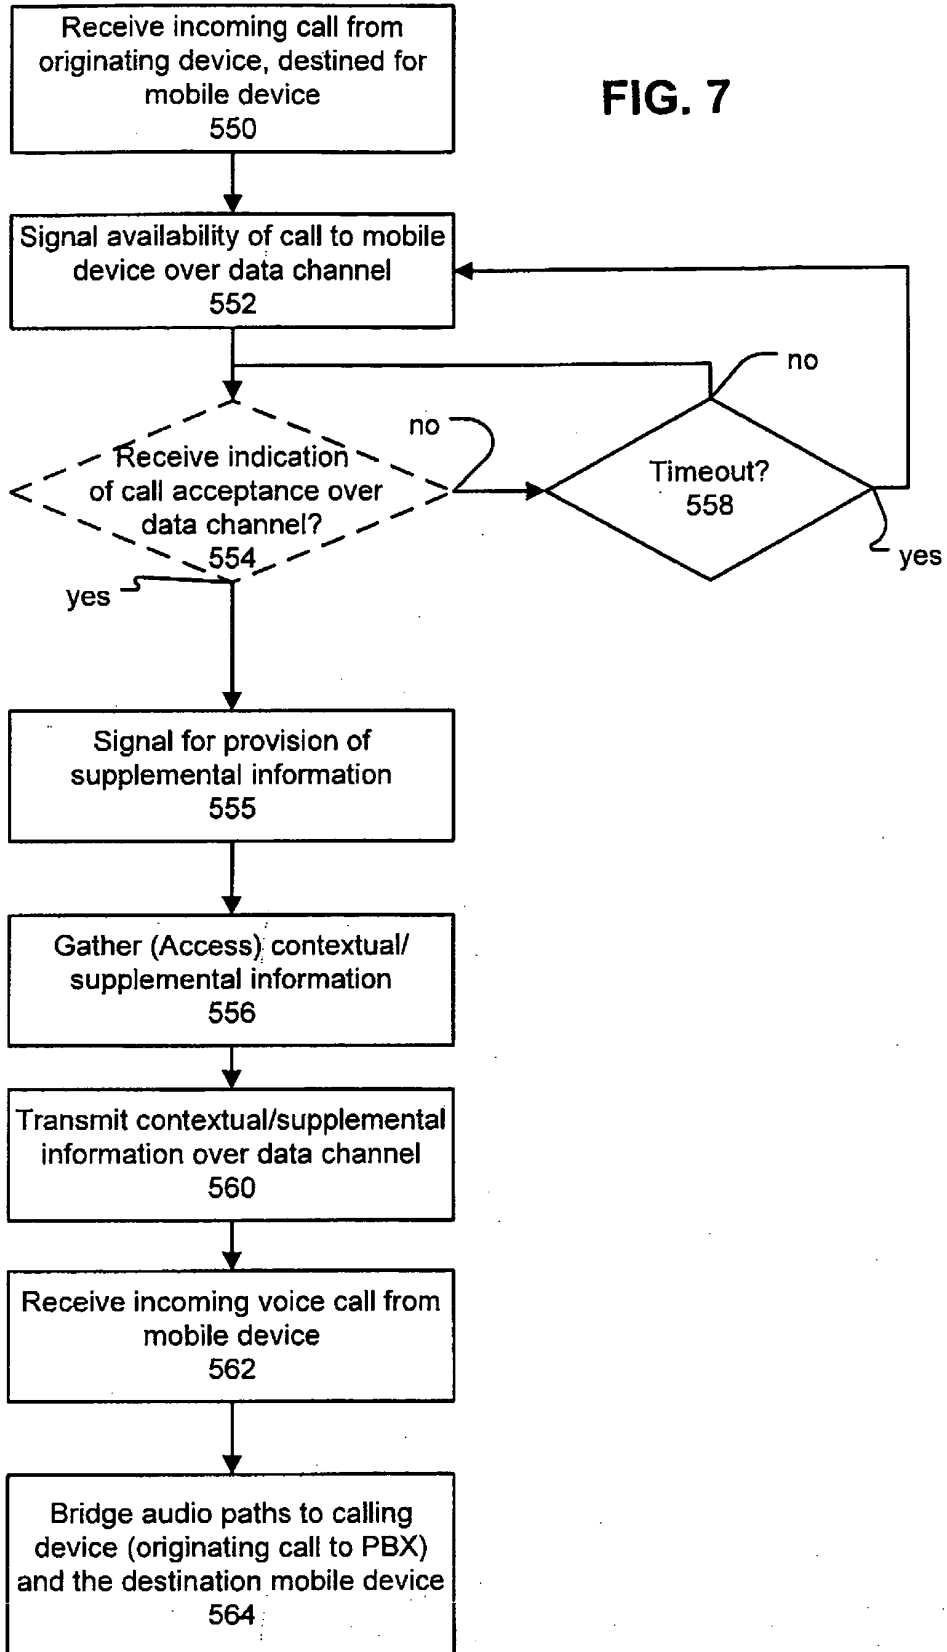 Receive incoming call from
originating device, destined for
mobile device
550
FIG. 7
Signal availability of call to mobile
device over data channel
552
no
no
Receive indication
of call acceptance over
data channel?
554
Timeout?
558
yes
yes
Signal for provision of
supplemental information
555
Gather (Access) contextual/
supplemental information
556
Transmit contextual/supplemental
information over data channel
560
Receive incoming voice call from
mobile device
562
Bridge audio paths to calling
device (originating call to PBX)
and the destination mobile device
564